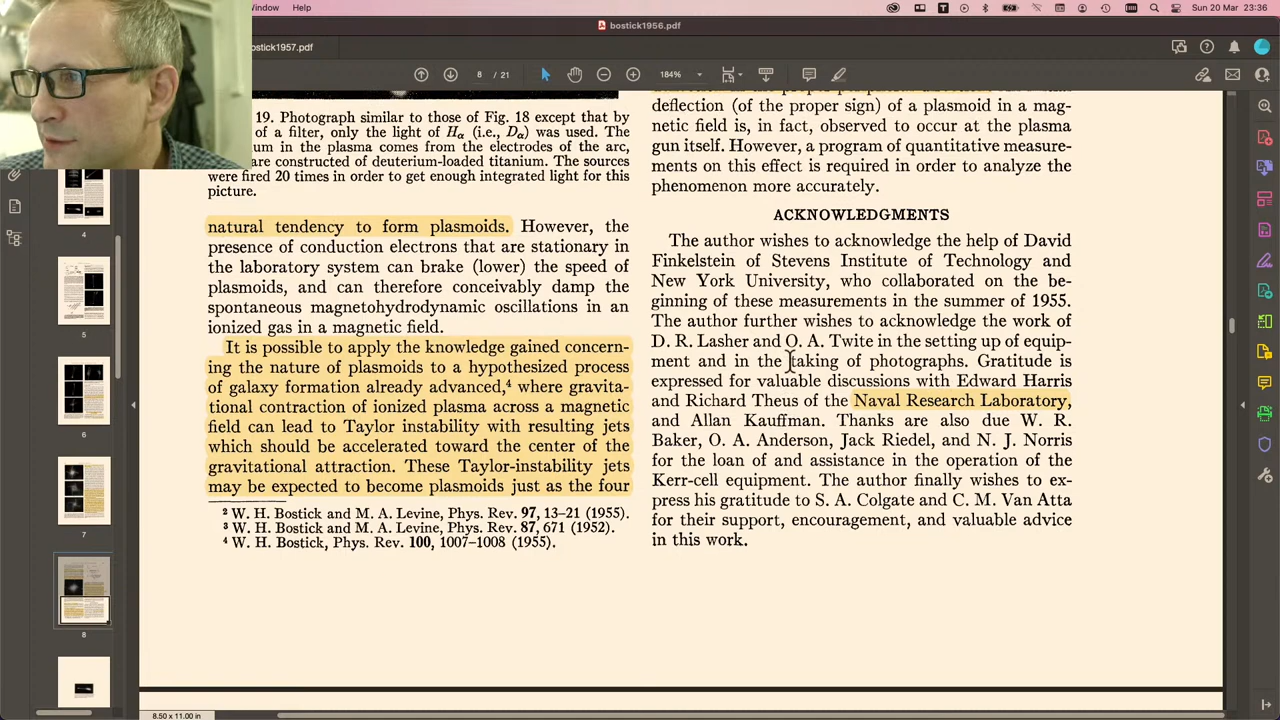 Window Help
Sun 20 Mar 23:36
bostick1956.pdf
ostick1957.pdf
8 / 21
184%
19. Photograph similar to those of Fig. 18 except that by
of a filter, only the light of Hα (i.e., Dα) was used. The
um in the plasma comes from the electrodes of the arc,
are constructed of deuterium-loaded titanium. The sources
were fired 20 times in order to get enough integrated light for this
picture.
natural tendency to form plasmoids. However, the
presence of conduction electrons that are stationary in
the laboratory system can brake (lower) the speed of
plasmoids, and can therefore conceivably damp the
spontaneous magnetohydrodynamic oscillations in an
ionized gas in a magnetic field.
It is possible to apply the knowledge gained concern-
ing the nature of plasmoids to a hypothesized process
of galaxy formation already advanced,⁴ where gravita-
tional contraction of ionized plasma across a magnetic
field can lead to Taylor instability with resulting jets
which should be accelerated toward the center of the
gravitational attraction. These Taylor-instability jets
may be expected to become plasmoids just as the four
² W. H. Bostick and M. A. Levine, Phys. Rev. 97, 13–21 (1955).
³ W. H. Bostick and M. A. Levine, Phys. Rev. 87, 671 (1952).
⁴ W. H. Bostick, Phys. Rev. 100, 1007–1008 (1955).
deflection (of the proper sign) of a plasmoid in a mag-
netic field is, in fact, observed to occur at the plasma
gun itself. However, a program of quantitative measure-
ments on this effect is required in order to analyze the
phenomenon more accurately.
ACKNOWLEDGMENTS
The author wishes to acknowledge the help of David
Finkelstein of Stevens Institute of Technology and
New York University, who collaborated on the be-
ginning of these measurements in the summer of 1955.
The author further wishes to acknowledge the work of
D. R. Lasher and O. A. Twite in the setting up of equip-
ment and in the taking of photographs. Gratitude is
expressed for valuable discussions with Edward Harris
and Richard Theus of the Naval Research Laboratory,
and Allan Kauffman. Thanks are also due W. R.
Baker, O. A. Anderson, Jack Riedel, and N. J. Norris
for the loan of and assistance in the operation of the
Kerr-cell equipment. The author finally wishes to ex-
press his gratitude to S. A. Colgate and C. M. Van Atta
for their support, encouragement, and valuable advice
in this work.
4
5
6
7
8
8.50 x 11.00 in